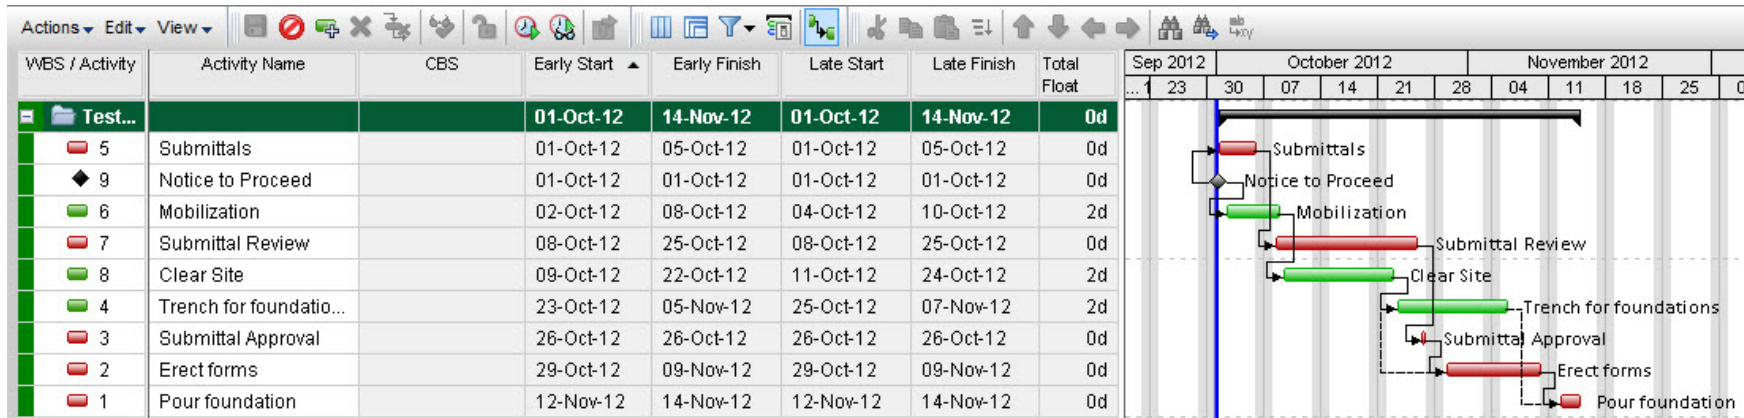 Actions Edit View
WBS / Activity Activity Name CBS Early Start Early Finish Late Start Late Finish Total Float Sep 2012 October 2012 November 2012
... 1 23 30 07 14 21 28 04 11 18 25 0
Test... 01-Oct-12 14-Nov-12 01-Oct-12 14-Nov-12 0d
5 Submittals 01-Oct-12 05-Oct-12 01-Oct-12 05-Oct-12 0d Submittals
9 Notice to Proceed 01-Oct-12 01-Oct-12 01-Oct-12 01-Oct-12 0d Notice to Proceed
6 Mobilization 02-Oct-12 08-Oct-12 04-Oct-12 10-Oct-12 2d Mobilization
7 Submittal Review 08-Oct-12 25-Oct-12 08-Oct-12 25-Oct-12 0d Submittal Review
8 Clear Site 09-Oct-12 22-Oct-12 11-Oct-12 24-Oct-12 2d Clear Site
4 Trench for foundatio... 23-Oct-12 05-Nov-12 25-Oct-12 07-Nov-12 2d Trench for foundations
3 Submittal Approval 26-Oct-12 26-Oct-12 26-Oct-12 26-Oct-12 0d Submittal Approval
2 Erect forms 29-Oct-12 09-Nov-12 29-Oct-12 09-Nov-12 0d Erect forms
1 Pour foundation 12-Nov-12 14-Nov-12 12-Nov-12 14-Nov-12 0d Pour foundation